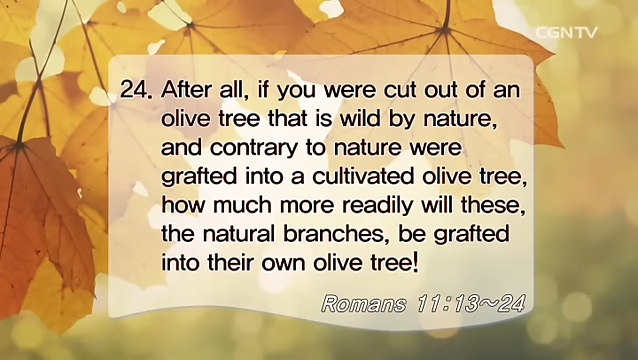 CGNTV
24. After all, if you were cut out of an
olive tree that is wild by nature,
and contrary to nature were
grafted into a cultivated olive tree,
how much more readily will these,
the natural branches, be grafted
into their own olive tree!
Romans 11:13~24